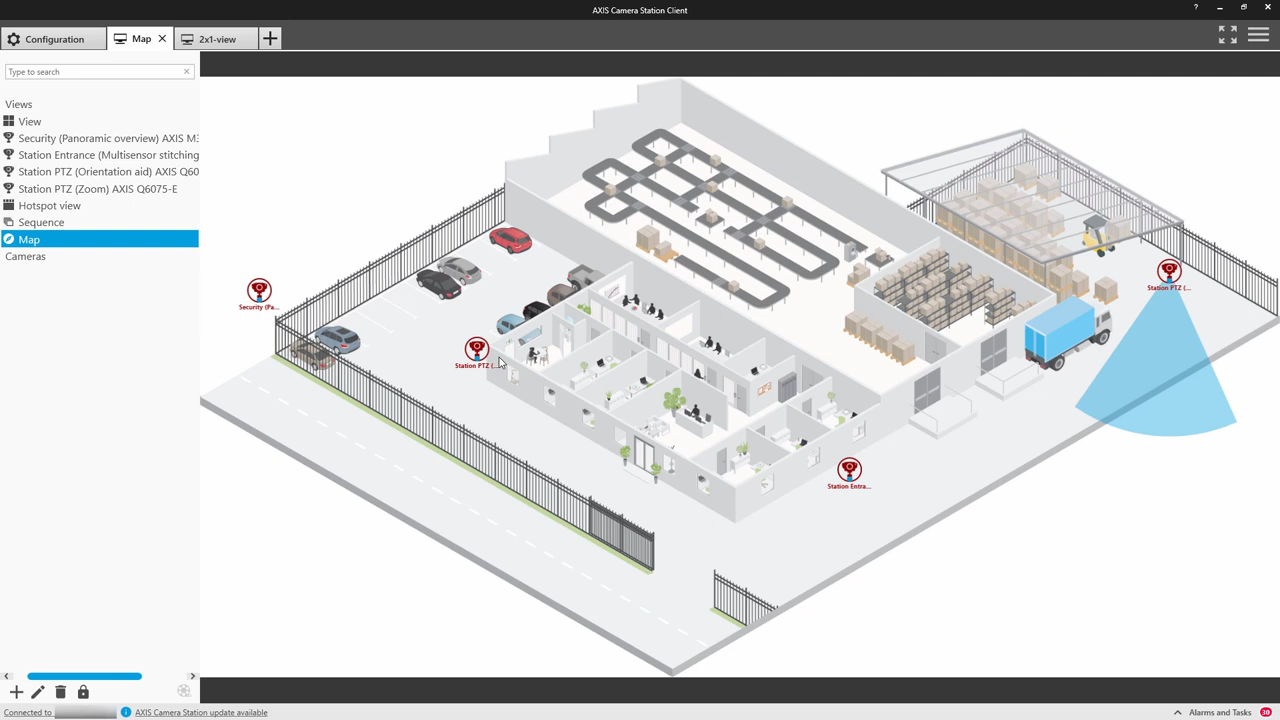 AXIS Camera Station Client
?
Configuration
Map
2x1-view
Type to search
Views
View
Security (Panoramic overview) AXIS M3
Station Entrance (Multisensor stitching
Station PTZ (Orientation aid) AXIS Q60
Station PTZ (Zoom) AXIS Q6075-E
Hotspot view
Sequence
Map
Cameras
Security (Pa...
Station PTZ (...
Station PTZ (...
Station Entra...
Connected to
AXIS Camera Station update available
Alarms and Tasks 30